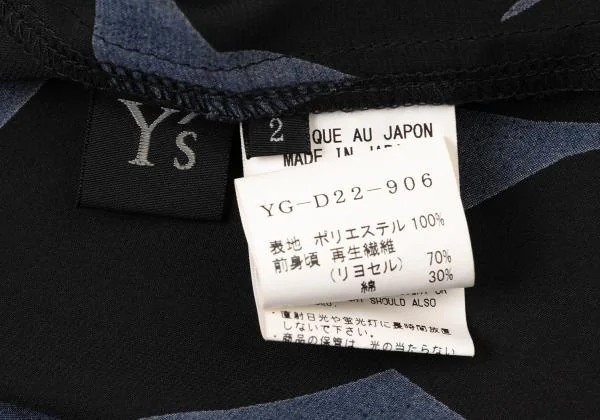 Y's
2
QUE AU JAPON
MADE IN JAPAN
YG-D22-906
表地 ポリエステル 100%
前身頃 再生繊維
(リヨセル) 70%
綿 30%
SHOULD ALSO
・直射日光や蛍光灯に長時間放置
しないで下さい。
・商品の保管は、光の当たらない